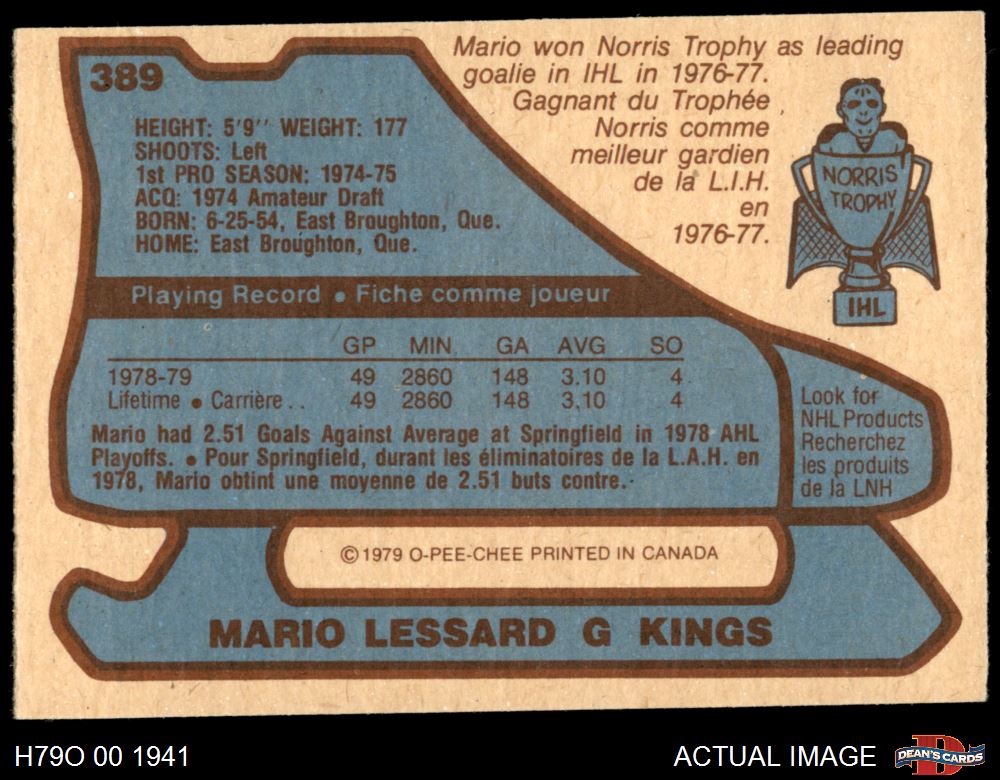 389
Mario won Norris Trophy as leading
goalie in IHL in 1976-77.
Gagnant du Trophée
Norris comme
meilleur gardien
de la L.I.H.
en
1976-77.
NORRIS
TROPHY
IHL
HEIGHT: 5'9'' WEIGHT: 177
SHOOTS: Left
1st PRO SEASON: 1974-75
ACQ: 1974 Amateur Draft
BORN: 6-25-54, East Broughton, Que.
HOME: East Broughton, Que.
Playing Record • Fiche comme joueur
GP MIN GA AVG SO
1978-79 49 2860 148 3.10 4
Lifetime • Carrière . . 49 2860 148 3.10 4
Mario had 2.51 Goals Against Average at Springfield in 1978 AHL
Playoffs. • Pour Springfield, durant les éliminatoires de la L.A.H. en
1978, Mario obtint une moyenne de 2.51 buts contre.
Look for
NHL Products
Recherchez
les produits
de la LNH
© 1979 O-PEE-CHEE PRINTED IN CANADA
MARIO LESSARD G KINGS
H79O 00 1941
ACTUAL IMAGE
DEAN'S CARDS